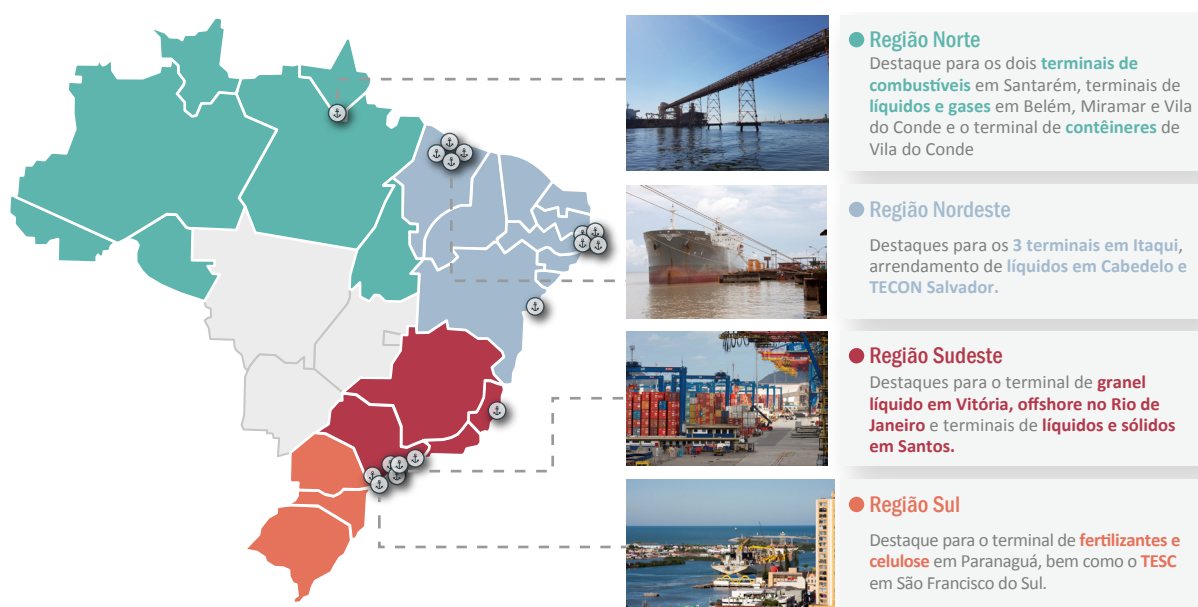 Região Norte
Destaque para os dois terminais de
combustíveis em Santarém, terminais de
líquidos e gases em Belém, Miramar e Vila
do Conde e o terminal de contêineres de
Vila do Conde
Região Nordeste
Destaques para os 3 terminais em Itaqui,
arrendamento de líquidos em Cabedelo e
TECON Salvador.
Região Sudeste
Destaques para o terminal de granel
líquido em Vitória, offshore no Rio de
Janeiro e terminais de líquidos e sólidos
em Santos.
Região Sul
Destaque para o terminal de fertilizantes e
celulose em Paranaguá, bem como o TESC
em São Francisco do Sul.